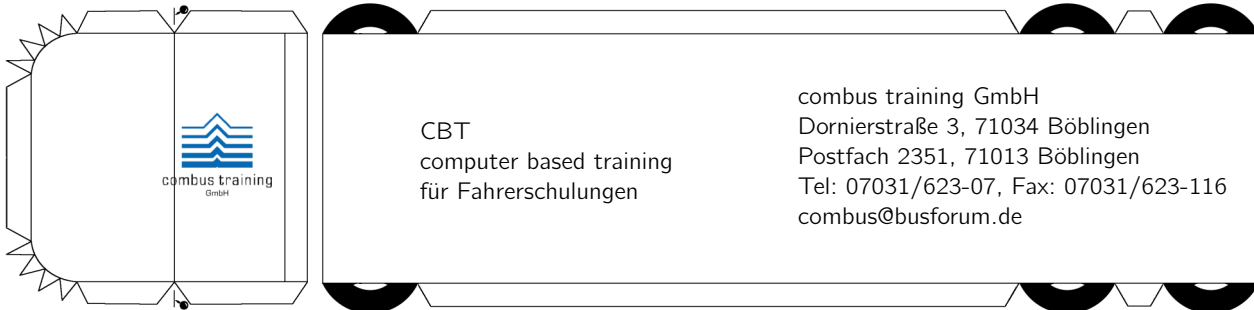 combus training
GmbH
CBT
computer based training
für Fahrerschulungen
combus training GmbH
Dornierstraße 3, 71034 Böblingen
Postfach 2351, 71013 Böblingen
Tel: 07031/623-07, Fax: 07031/623-116
combus@busforum.de